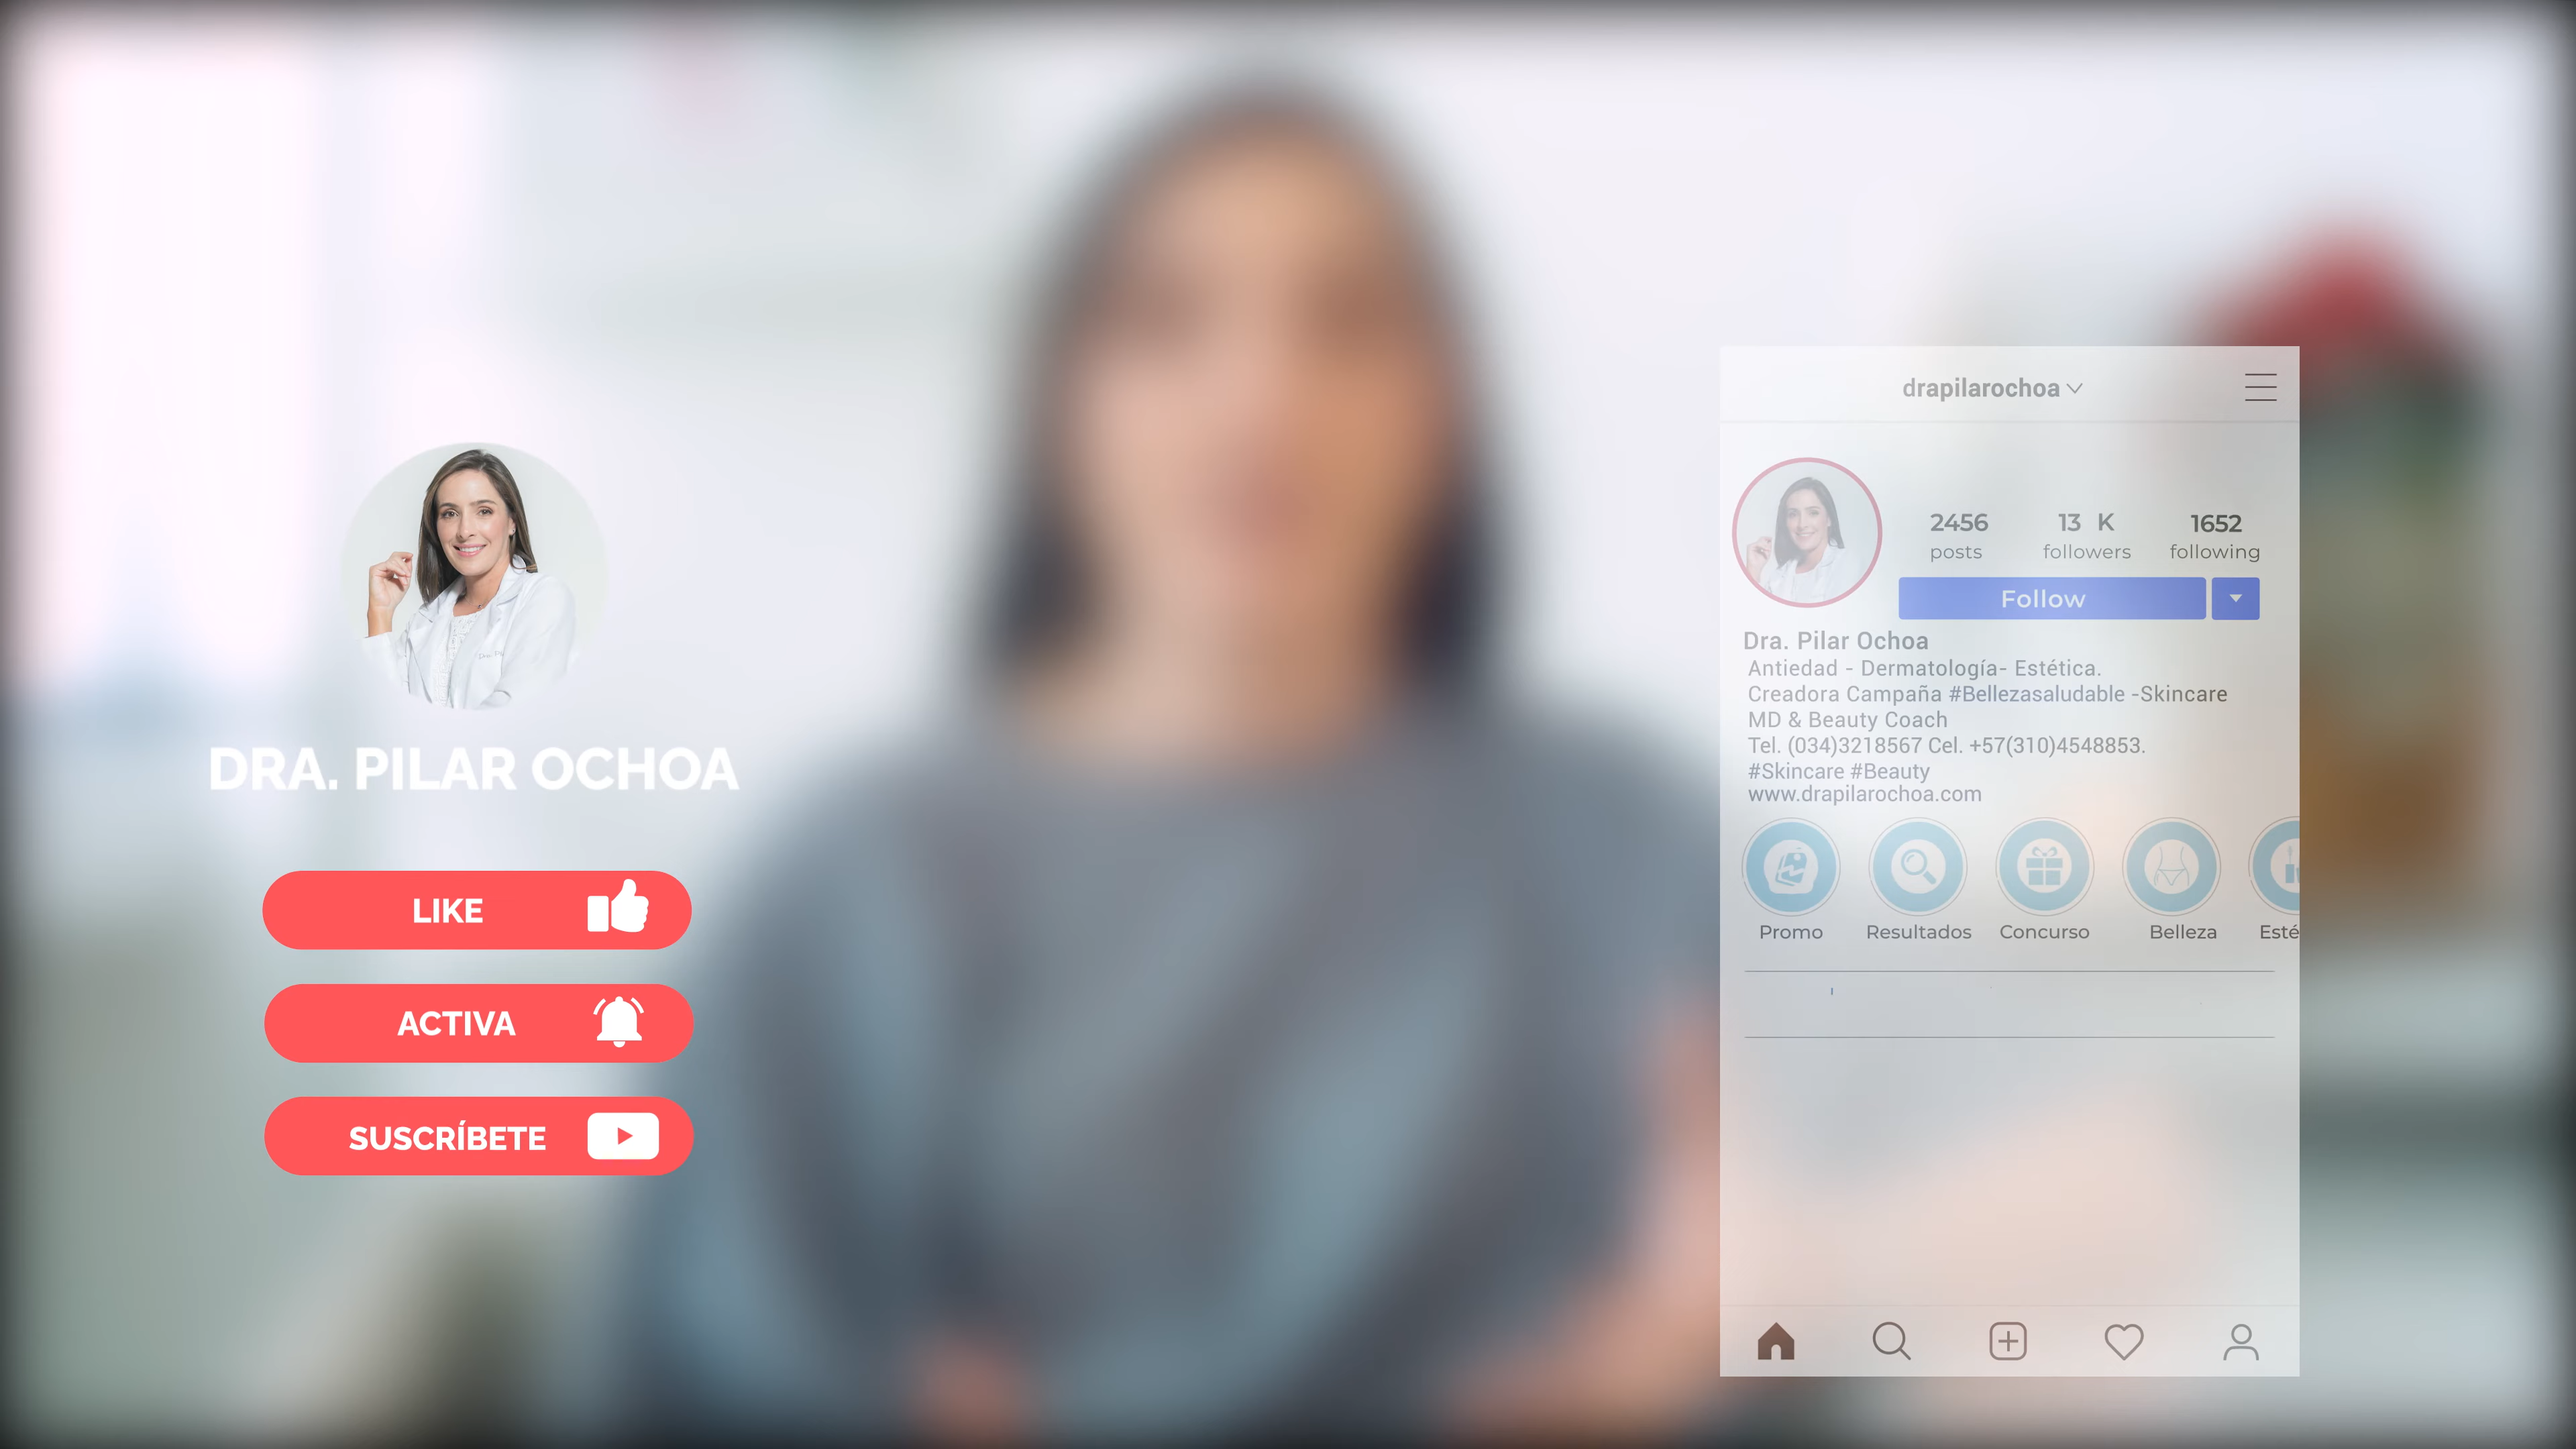 DRA. PILAR OCHOA
LIKE
ACTIVA
SUSCRÍBETE
drapilarochoa
2456 13 K 1652
posts followers following
Follow
Dra. Pilar Ochoa
Antiedad - Dermatología- Estética.
Creadora Campaña #Bellezasaludable -Skincare
MD & Beauty Coach
Tel. (034)3218567 Cel. +57(310)4548853.
#Skincare #Beauty
www.drapilarochoa.com
Promo Resultados Concurso Belleza Esté